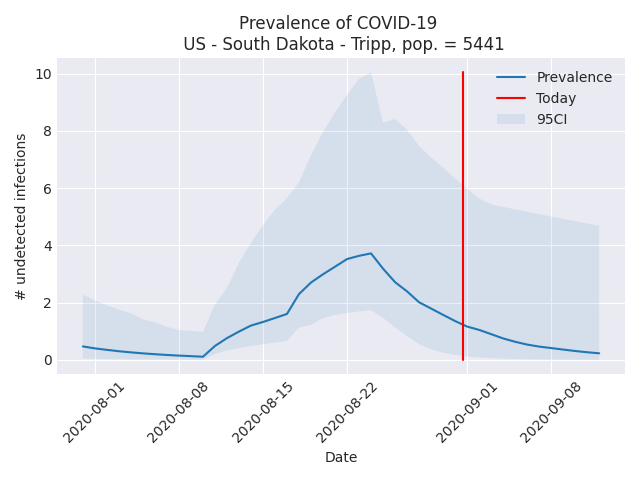 Prevalence of COVID-19
US - South Dakota - Tripp, pop. = 5441
Prevalence
Today
95CI
# undetected infections
10
8
6
4
2
0
2020-08-01
2020-08-08
2020-08-15
2020-08-22
2020-09-01
2020-09-08
Date